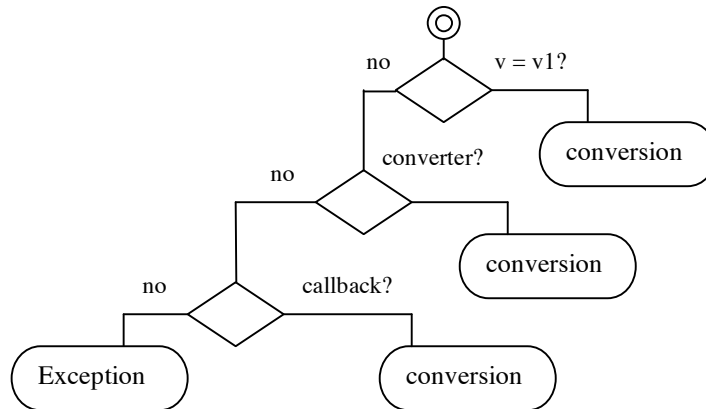 no
v = v1?
conversion
no
converter?
conversion
no
callback?
Exception
conversion